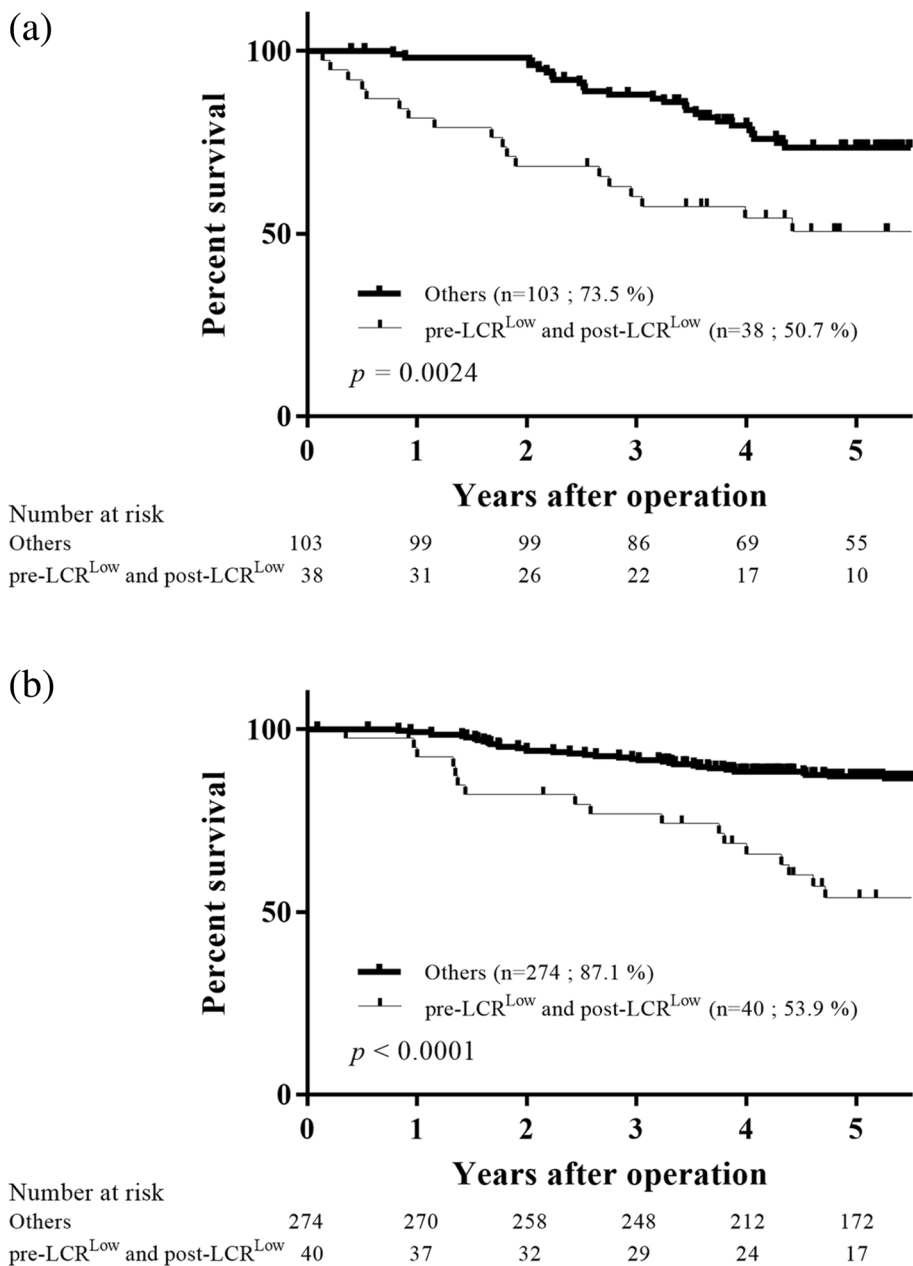 (a)
Percent survival
100
50
0
Others (n=103 ; 73.5 %)
pre-LCRLow and post-LCRLow (n=38 ; 50.7 %)
p = 0.0024
0 1 2 3 4 5
Years after operation
Number at risk
Others 103 99 99 86 69 55
pre-LCRLow and post-LCRLow 38 31 26 22 17 10
(b)
Percent survival
100
50
0
Others (n=274 ; 87.1 %)
pre-LCRLow and post-LCRLow (n=40 ; 53.9 %)
p < 0.0001
0 1 2 3 4 5
Years after operation
Number at risk
Others 274 270 258 248 212 172
pre-LCRLow and post-LCRLow 40 37 32 29 24 17